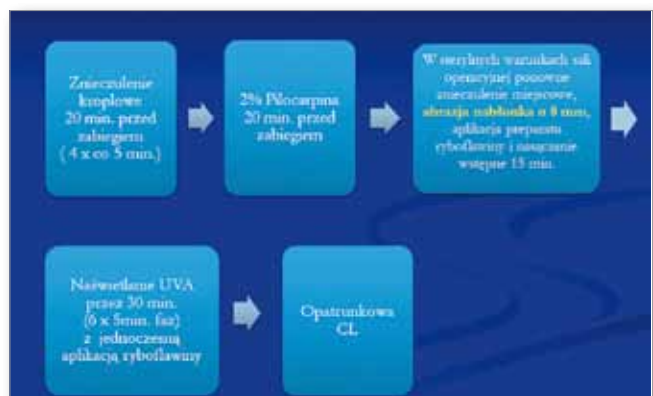 Znieczulenie
kroplowe
20 min. przed
zabiegiem
( 4 x co 5 min.)
2% Pilocarpina
20 min. przed
zabiegiem
W sterylnych warunkach sali
operacyjnej ponowne
znieczulenie miejscowe,
abrazja nabłonka o 8 mm,
aplikacja preparatu
ryboflawiny i nasączanie
wstępne 15 min.
Naświetlanie UVA
przez 30 min.
(6 x 5min. faz)
z jednoczesną
aplikacją ryboflawiny
Opatrunkowa
CL